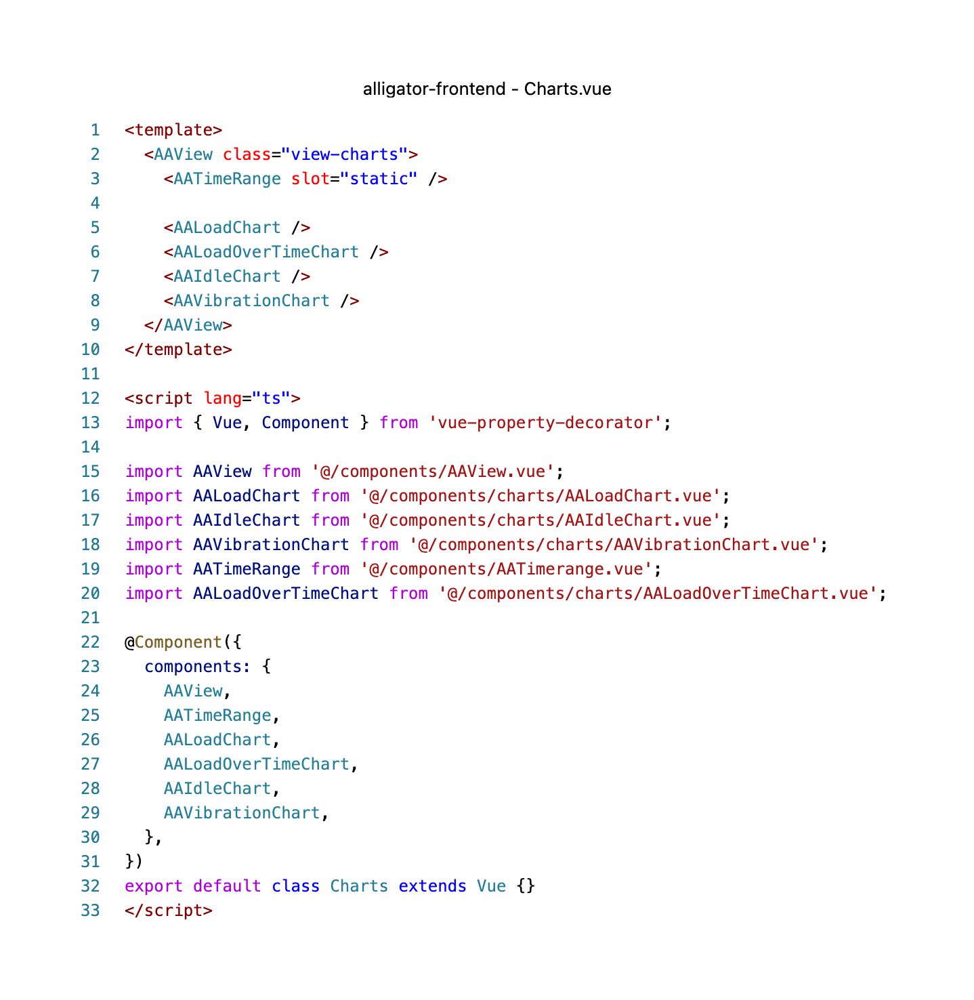 alligator-frontend - Charts.vue
1 <template>
2   <AAView class="view-charts">
3     <AATimeRange slot="static" />
4
5     <AALoadChart />
6     <AALoadOverTimeChart />
7     <AAIdleChart />
8     <AAVibrationChart />
9   </AAView>
10 </template>
11
12 <script lang="ts">
13 import { Vue, Component } from 'vue-property-decorator';
14
15 import AAView from '@/components/AAView.vue';
16 import AALoadChart from '@/components/charts/AALoadChart.vue';
17 import AAIdleChart from '@/components/charts/AAIdleChart.vue';
18 import AAVibrationChart from '@/components/charts/AAVibrationChart.vue';
19 import AATimeRange from '@/components/AATimerange.vue';
20 import AALoadOverTimeChart from '@/components/charts/AALoadOverTimeChart.vue';
21
22 @Component({
23   components: {
24     AAView,
25     AATimeRange,
26     AALoadChart,
27     AALoadOverTimeChart,
28     AAIdleChart,
29     AAVibrationChart,
30   },
31 })
32 export default class Charts extends Vue {}
33 </script>